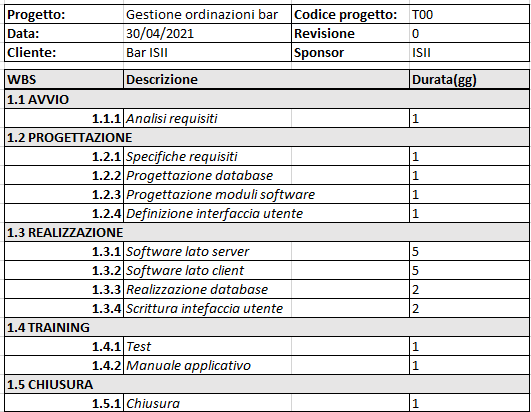 Progetto: Gestione ordinazioni bar Codice progetto: T00
Data: 30/04/2021 Revisione 0
Cliente: Bar ISII Sponsor ISII
WBS Descrizione Durata(gg)
1.1 AVVIO
1.1.1 Analisi requisiti 1
1.2 PROGETTAZIONE
1.2.1 Specifiche requisiti 1
1.2.2 Progettazione database 1
1.2.3 Progettazione moduli software 1
1.2.4 Definizione interfaccia utente 1
1.3 REALIZZAZIONE
1.3.1 Software lato server 5
1.3.2 Software lato client 5
1.3.3 Realizzazione database 2
1.3.4 Scrittura intefaccia utente 2
1.4 TRAINING
1.4.1 Test 1
1.4.2 Manuale applicativo 1
1.5 CHIUSURA
1.5.1 Chiusura 1